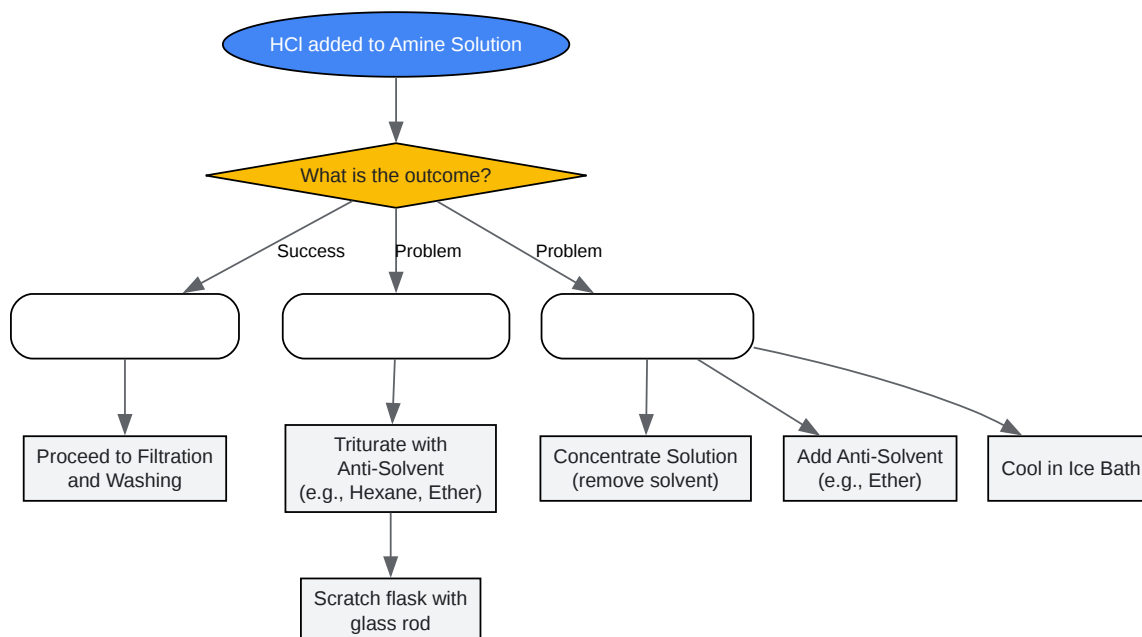 HCl added to Amine Solution
What is the outcome?
Success
Problem
Problem
Proceed to Filtration
and Washing
Triturate with
Anti-Solvent
(e.g., Hexane, Ether)
Concentrate Solution
(remove solvent)
Add Anti-Solvent
(e.g., Ether)
Cool in Ice Bath
Scratch flask with
glass rod